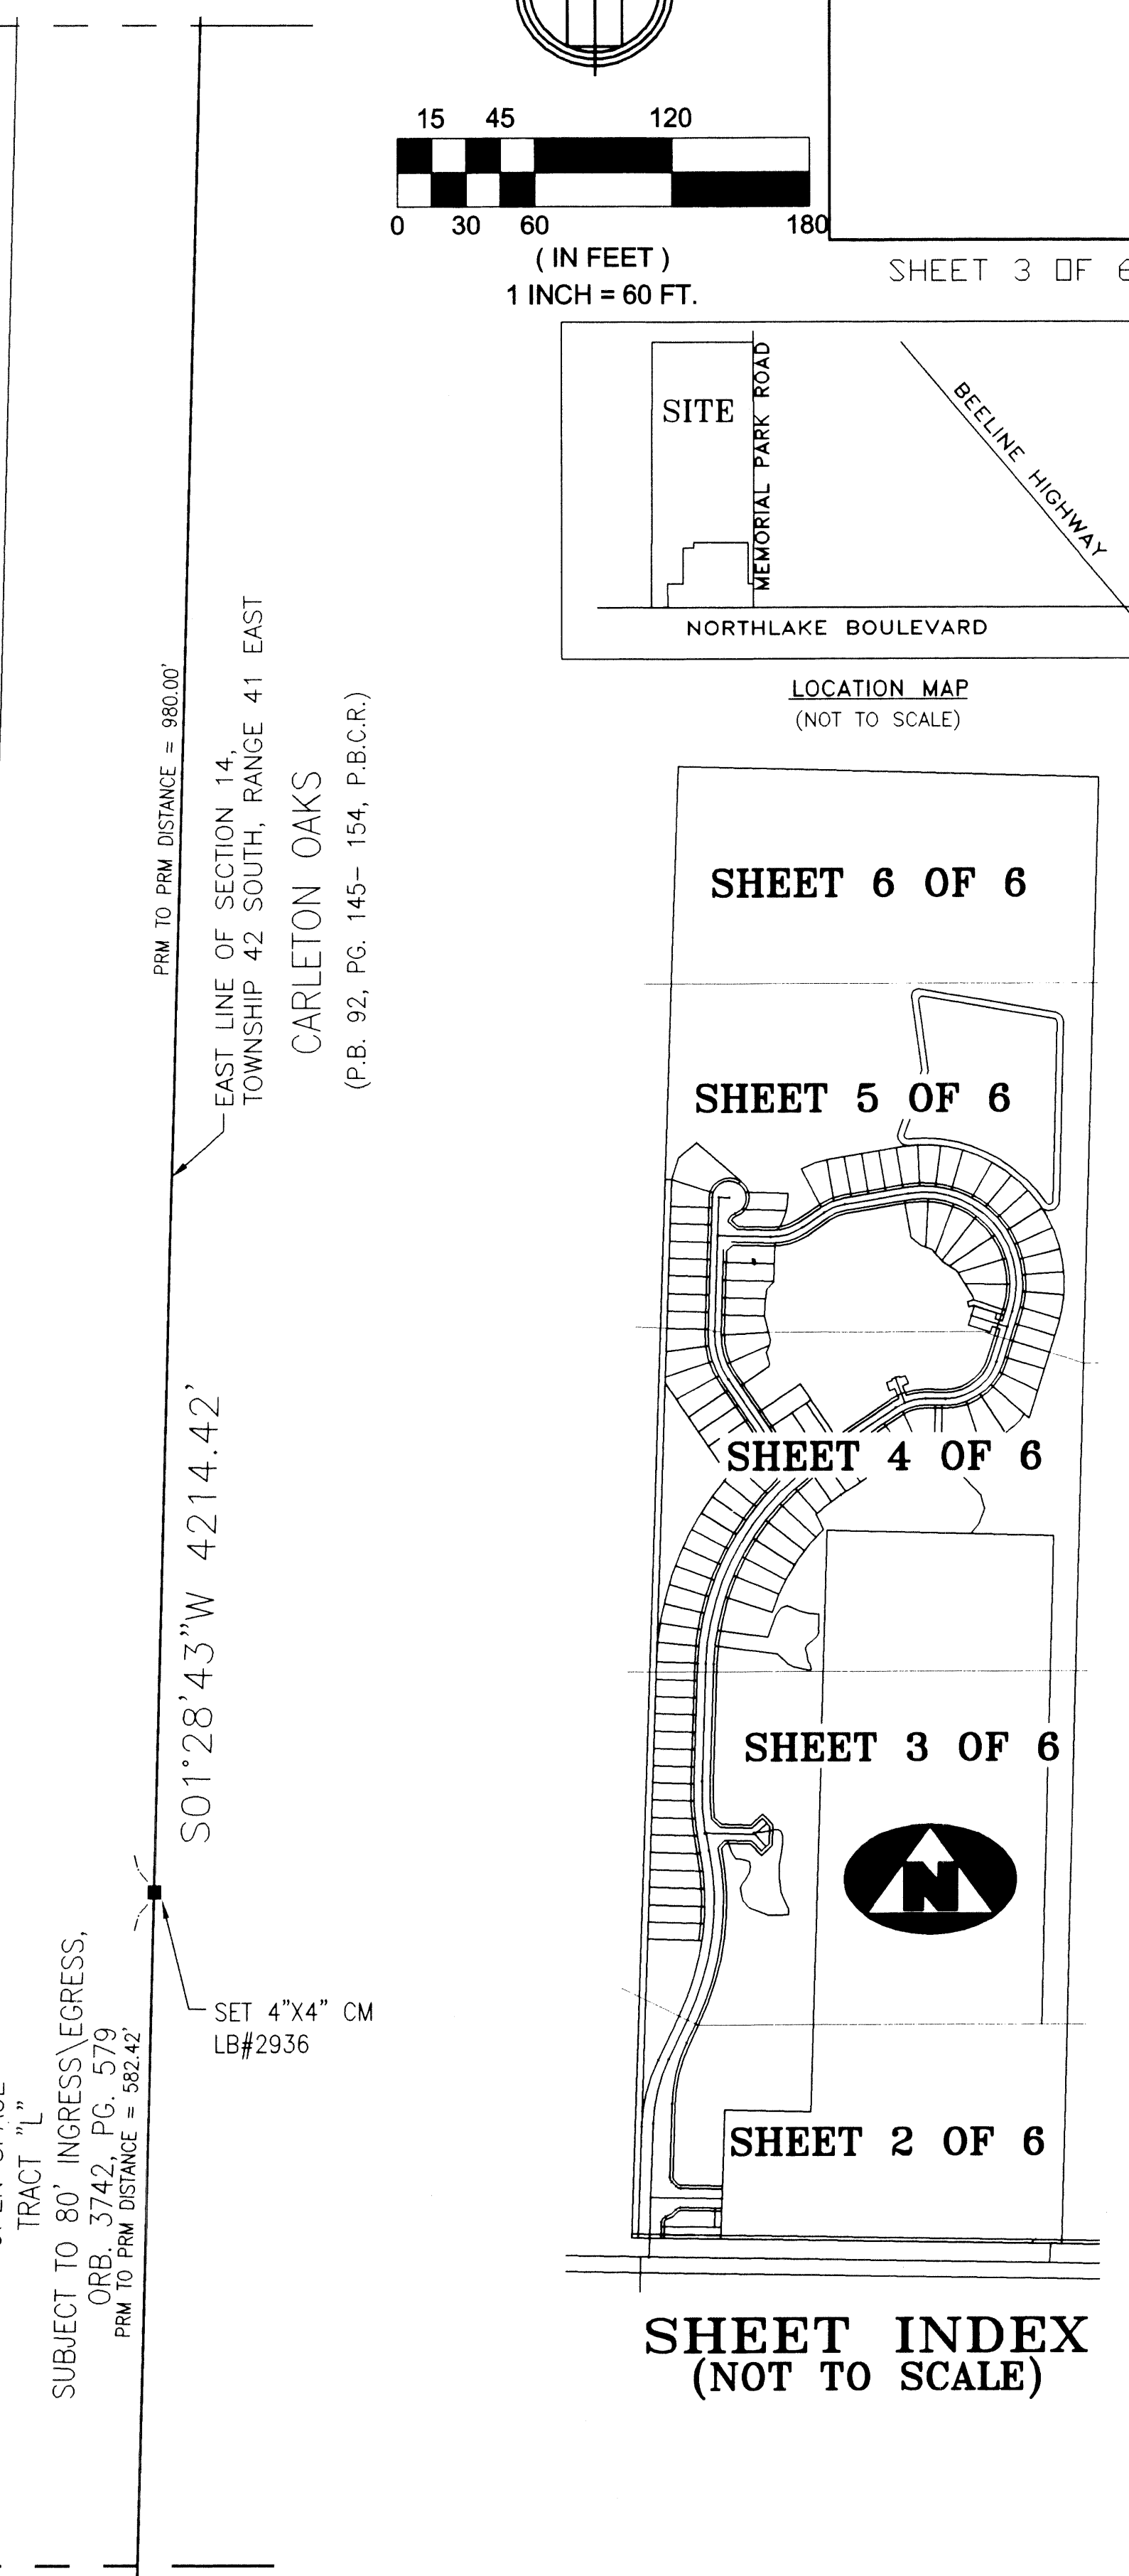 15 45 120
0 30 60 180
( IN FEET )
1 INCH = 60 FT.
SHEET 3 OF 6
SITE
MEMORIAL PARK ROAD
BEELINE HIGHWAY
NORTHLAKE BOULEVARD
LOCATION MAP
(NOT TO SCALE)
PRM TO PRM DISTANCE = 980.00'
EAST LINE OF SECTION 14,
TOWNSHIP 42 SOUTH, RANGE 41 EAST
CARLETON OAKS
(P.B. 92, PG. 145- 154, P.B.C.R.)
S01°28'43"W 4214.42'
SET 4"X4" CM
LB#2936
TRACT "L"
SUBJECT TO 80' INGRESS\EGRESS,
ORB. 3742, PG. 579
PRM TO PRM DISTANCE = 582.42'
SHEET 6 OF 6
SHEET 5 OF 6
SHEET 4 OF 6
SHEET 3 OF 6
N
SHEET 2 OF 6
SHEET INDEX
(NOT TO SCALE)